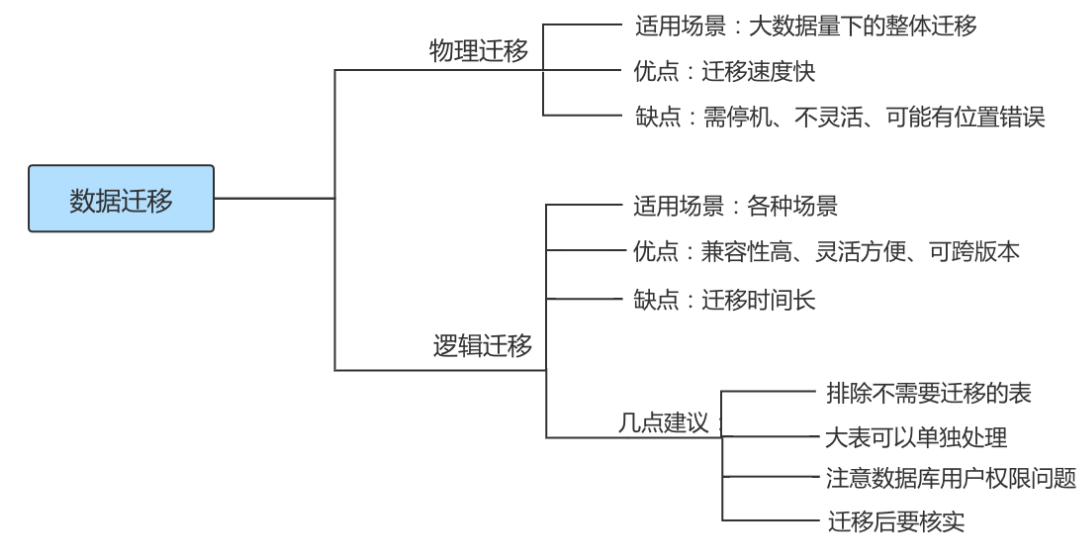 数据迁移
物理迁移
适用场景：大数据量下的整体迁移
优点：迁移速度快
缺点：需停机、不灵活、可能有位置错误
逻辑迁移
适用场景：各种场景
优点：兼容性高、灵活方便、可跨版本
缺点：迁移时间长
几点建议：
排除不需要迁移的表
大表可以单独处理
注意数据库用户权限问题
迁移后要核实